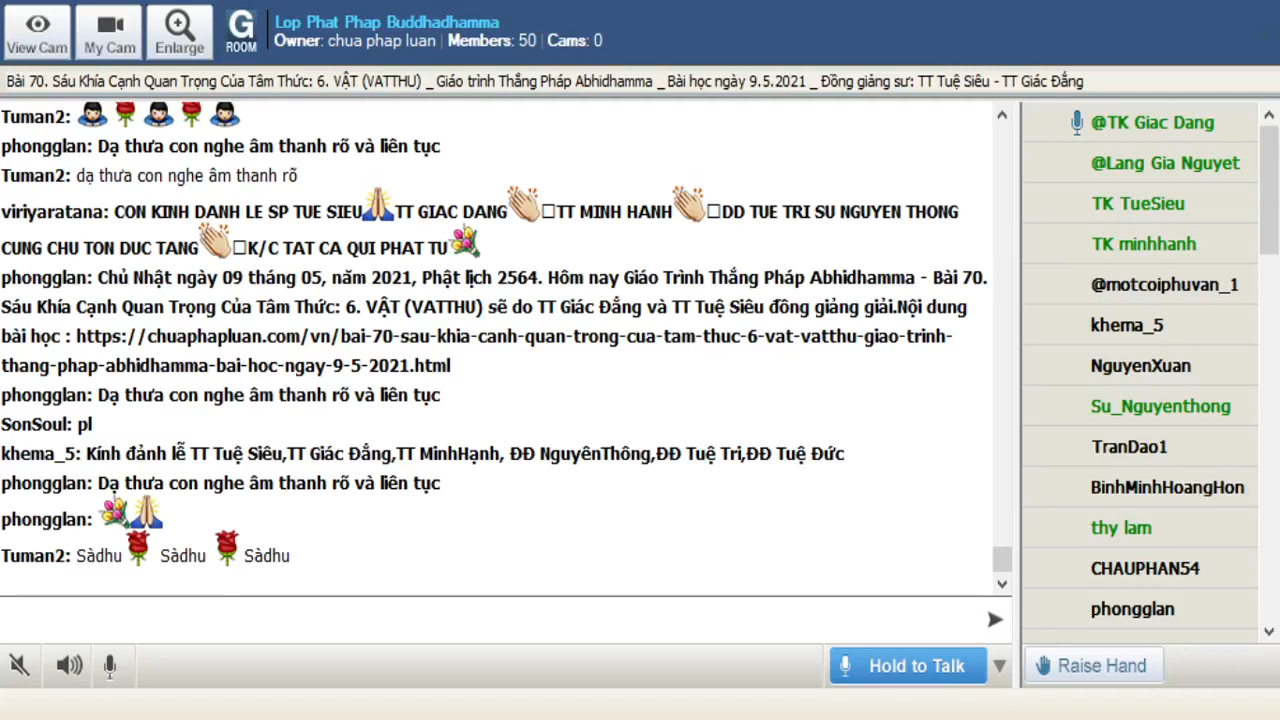 View Cam
My Cam
Enlarge
G
ROOM
Lop Phat Phap Buddhadhamma
Owner: chua phap luan | Members: 50 | Cams: 0
Bài 70. Sáu Khía Cạnh Quan Trọng Của Tâm Thức: 6. VẬT (VATTHU) _ Giáo trình Thắng Pháp Abhidhamma _ Bài học ngày 9.5.2021 _ Đồng giảng sư: TT Tuệ Siêu - TT Giác Đẳng
Tuman2:
phongglan: Dạ thưa con nghe âm thanh rõ và liên tục
Tuman2: dạ thưa con nghe âm thanh rõ
viriyaratana: CON KINH DANH LE SP TUE SIEU🙏TT GIAC DANG👏□TT MINH HANH👏□DD TUE TRI SU NGUYEN THONG
CUNG CHU TON DUC TANG👏□K/C TAT CA QUI PHAT TU💐
phongglan: Chủ Nhật ngày 09 tháng 05, năm 2021, Phật lịch 2564. Hôm nay Giáo Trình Thắng Pháp Abhidhamma - Bài 70.
Sáu Khía Cạnh Quan Trọng Của Tâm Thức: 6. VẬT (VATTHU) sẽ do TT Giác Đẳng và TT Tuệ Siêu đồng giảng giải.Nội dung
bài học : https://chuaphapluan.com/vn/bai-70-sau-khia-canh-quan-trong-cua-tam-thuc-6-vat-vatthu-giao-trinh-
thang-phap-abhidhamma-bai-hoc-ngay-9-5-2021.html
phongglan: Dạ thưa con nghe âm thanh rõ và liên tục
SonSoul: pl
khema_5: Kính đảnh lễ TT Tuệ Siêu,TT Giác Đẳng,TT MinhHạnh, ĐĐ NguyênThông,ĐĐ Tuệ Tri,ĐĐ Tuệ Đức
phongglan: Dạ thưa con nghe âm thanh rõ và liên tục
phongglan: 💐🙏
Tuman2: Sàdhu🌹 Sàdhu 🌹Sàdhu
@TK Giac Dang
@Lang Gia Nguyet
TK TueSieu
TK minhhanh
@motcoiphuvan_1
khema_5
NguyenXuan
Su_Nguyenthong
TranDao1
BinhMinhHoangHon
thy lam
CHAUPHAN54
phongglan
Hold to Talk
Raise Hand